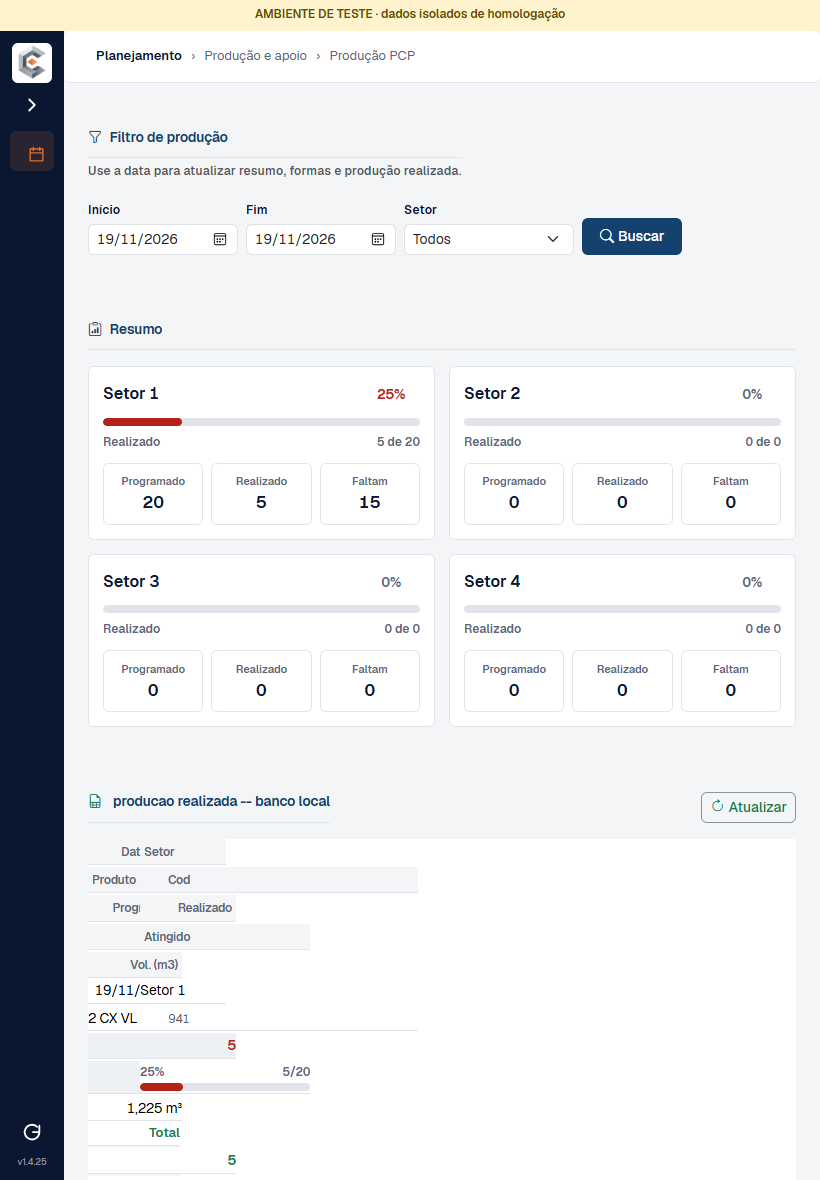 AMBIENTE DE TESTE · dados isolados de homologação
Planejamento › Produção e apoio › Produção PCP
Filtro de produção
Use a data para atualizar resumo, formas e produção realizada.
Início Fim Setor
19/11/2026 19/11/2026 Todos Buscar
Resumo
Setor 1 25%
Realizado 5 de 20
Programado Realizado Faltam
20 5 15
Setor 2 0%
Realizado 0 de 0
Programado Realizado Faltam
0 0 0
Setor 3 0%
Realizado 0 de 0
Programado Realizado Faltam
0 0 0
Setor 4 0%
Realizado 0 de 0
Programado Realizado Faltam
0 0 0
producao realizada -- banco local Atualizar
Dat Setor
Produto Cod
Progr Realizado
Atingido
Vol. (m3)
19/11/Setor 1
2 CX VL 941
5
25% 5/20
1,225 m³
Total
5
v1.4.25